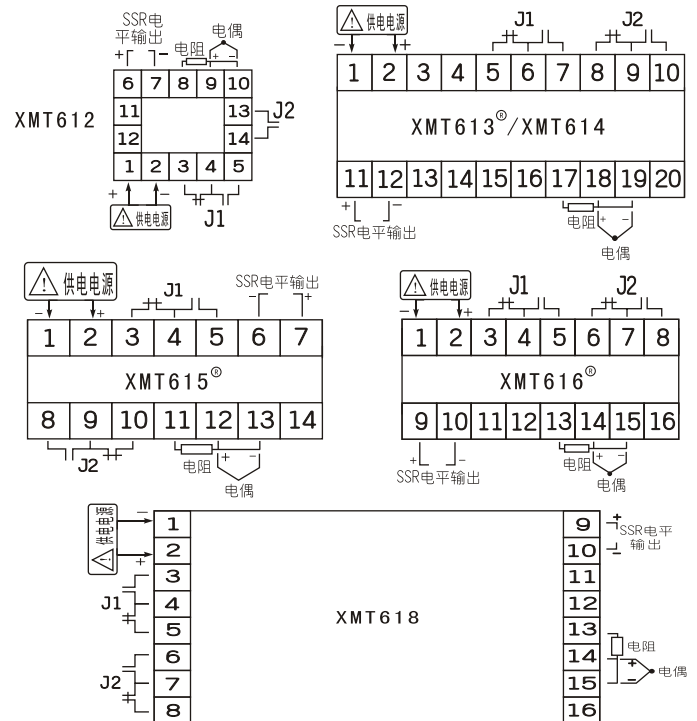 SSR电
平输出
+ −
电阻
电偶
+ −
6 7 8 9 10
11 13
12 14
1 2 3 4 5
XMT612
J2
+ −
供电电源
J1
供电电源
− +
J1
J2
1 2 3 4 5 6 7 8 9 10
XMT613®/XMT614
11 12 13 14 15 16 17 18 19 20
+ −
SSR电平输出
电阻
+ −
电偶
供电电源
− +
J1
SSR电平输出
− +
1 2 3 4 5 6 7
XMT615®
8 9 10 11 12 13 14
J2
电阻
+ −
电偶
供电电源
− +
J1
J2
1 2 3 4 5 6 7 8
XMT616®
9 10 11 12 13 14 15 16
+ −
SSR电平输出
电阻
+ −
电偶
供电电源
−
+
J1
J2
1
2
3
4
5
6
7
8
XMT618
9
10
11
12
13
14
15
16
+
SSR电平
输出
−
电阻
+
−
电偶